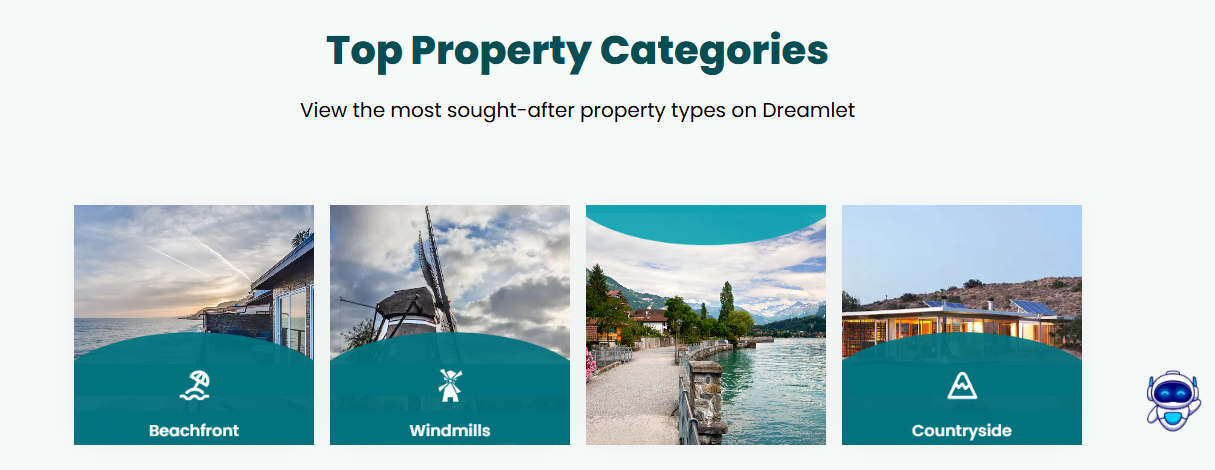 Top Property Categories
View the most sought-after property types on Dreamlet
Beachfront
Windmills
Countryside